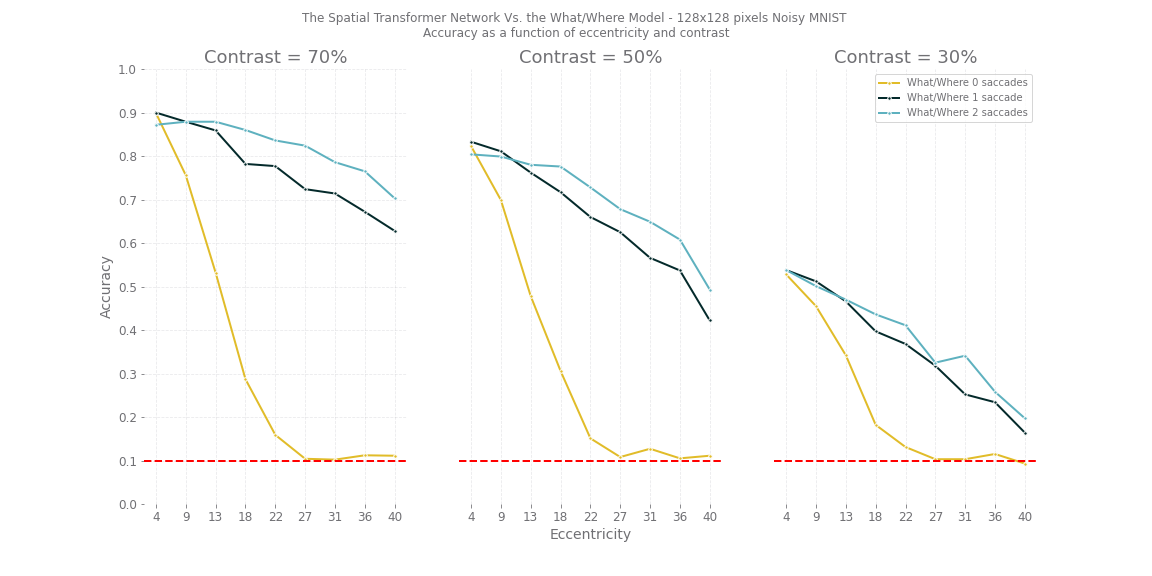 The Spatial Transformer Network Vs. the What/Where Model - 128x128 pixels Noisy MNIST
Accuracy as a function of eccentricity and contrast
Contrast = 70%
Contrast = 50%
Contrast = 30%
What/Where 0 saccades
What/Where 1 saccade
What/Where 2 saccades
Accuracy
1.0
0.9
0.8
0.7
0.6
0.5
0.4
0.3
0.2
0.1
0.0
4 9 13 18 22 27 31 36 40
4 9 13 18 22 27 31 36 40
4 9 13 18 22 27 31 36 40
Eccentricity